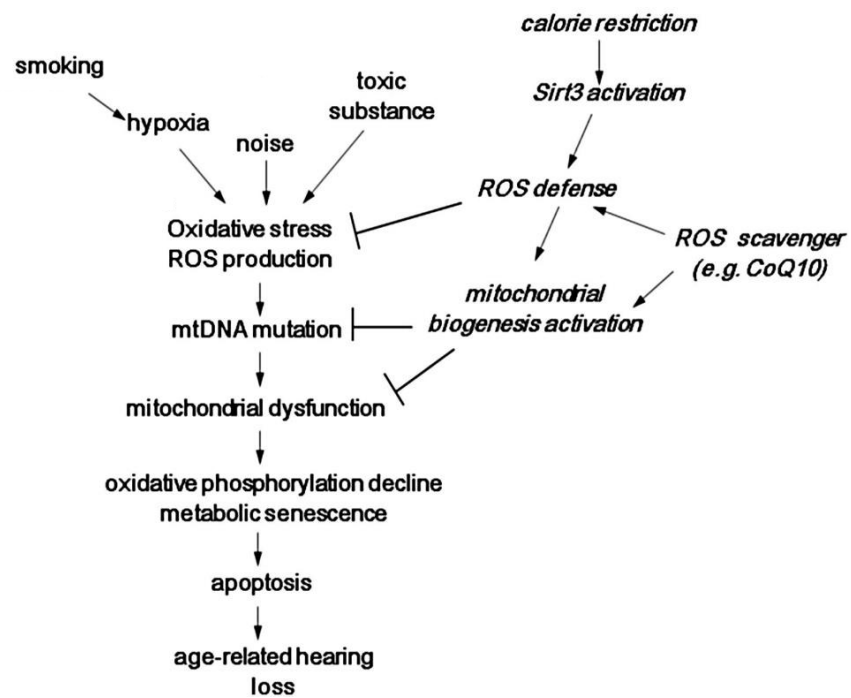 calorie restriction
smoking
toxic
substance
Sirt3 activation
hypoxia
noise
ROS defense
Oxidative stress
ROS production
ROS scavenger
(e.g. CoQ10)
mitochondrial
biogenesis activation
mtDNA mutation
mitochondrial dysfunction
oxidative phosphorylation decline
metabolic senescence
apoptosis
age-related hearing
loss